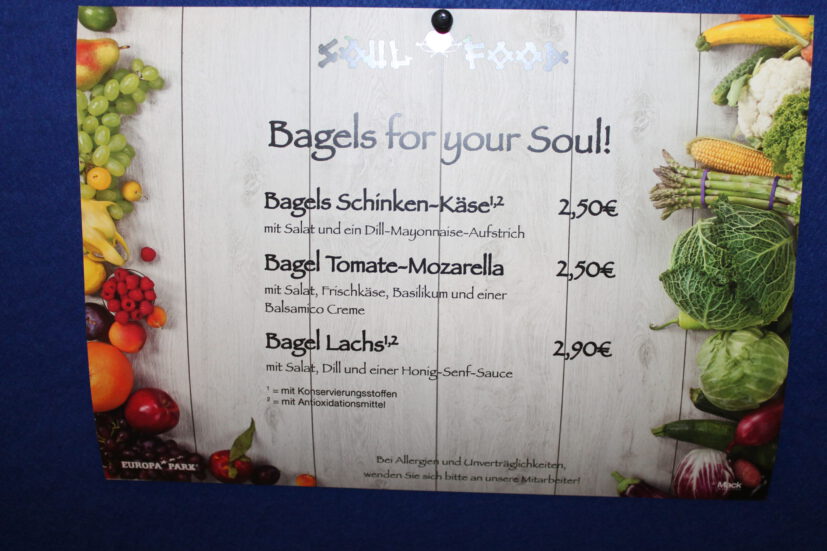 SOUL FOOD
Bagels for your Soul!
Bagels Schinken-Käse¹,² 2,50€
mit Salat und ein Dill-Mayonnaise-Aufstrich
Bagel Tomate-Mozarella 2,50€
mit Salat, Frischkäse, Basilikum und einer
Balsamico Creme
Bagel Lachs¹,² 2,90€
mit Salat, Dill und einer Honig-Senf-Sauce
¹ = mit Konservierungsstoffen
² = mit Antioxidationsmittel
Bei Allergien und Unverträglichkeiten,
wenden Sie sich bitte an unsere Mitarbeiter!
EUROPA PARK
Mack